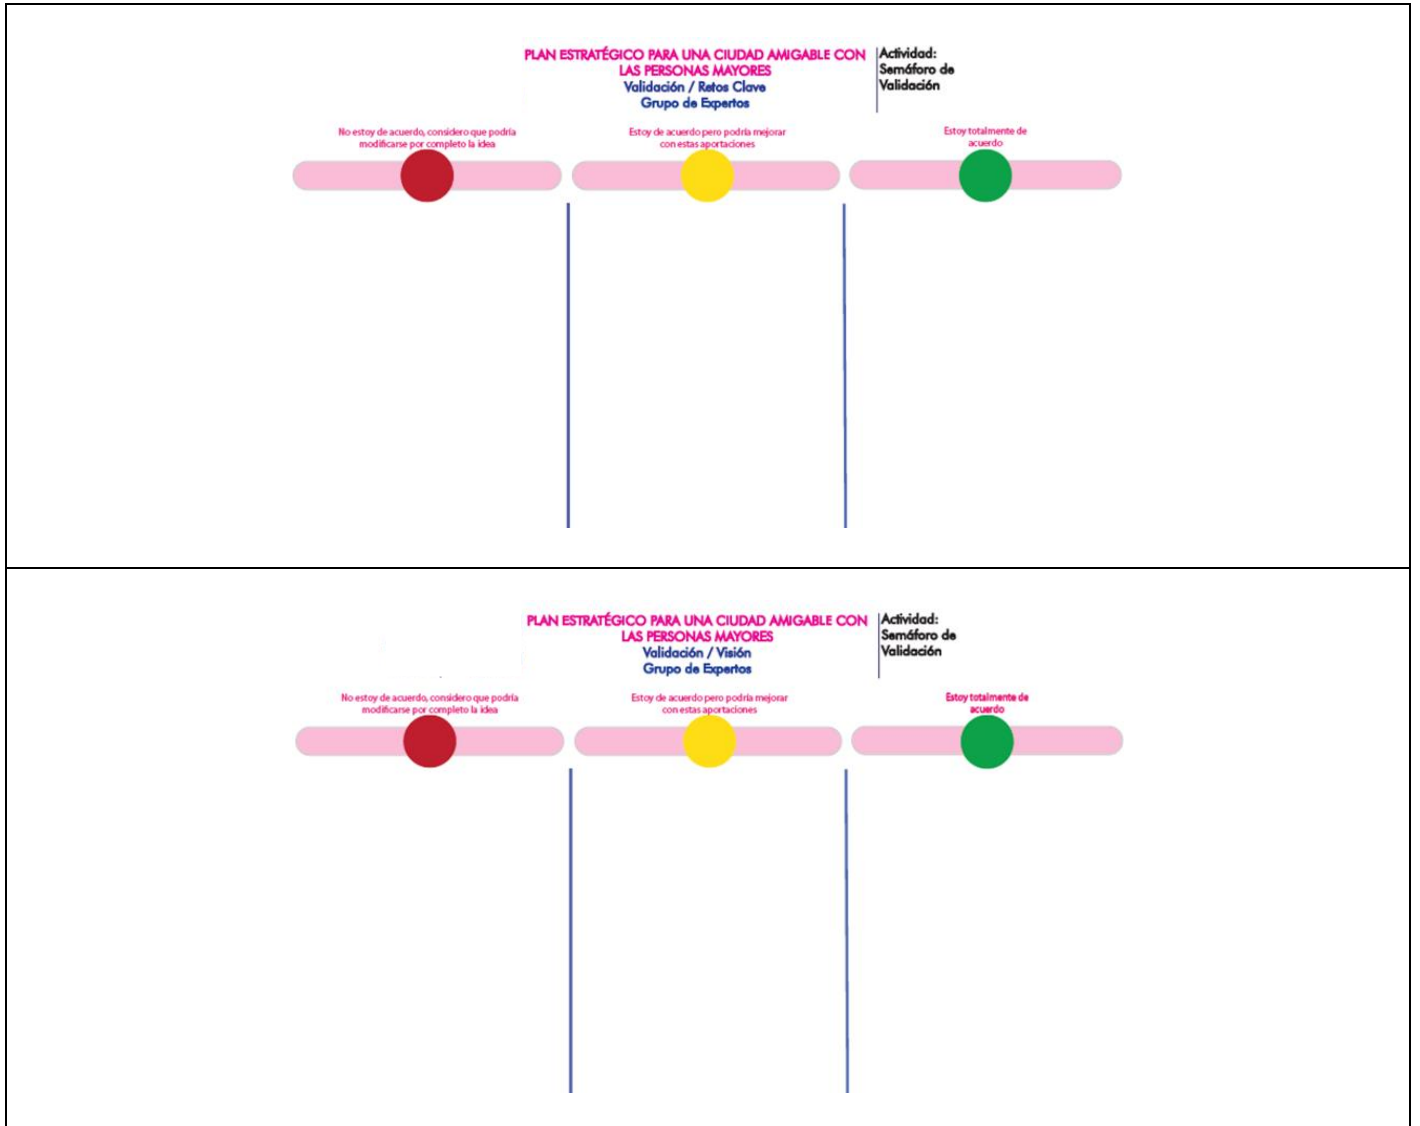 PLAN ESTRATÉGICO PARA UNA CIUDAD AMIGABLE CON
LAS PERSONAS MAYORES
Validación / Retos Clave
Grupo de Expertos
Actividad:
Semáforo de
Validación
No estoy de acuerdo, considero que podría
modificarse por completo la idea
Estoy de acuerdo pero podría mejorar
con estas aportaciones
Estoy totalmente de
acuerdo
PLAN ESTRATÉGICO PARA UNA CIUDAD AMIGABLE CON
LAS PERSONAS MAYORES
Validación / Visión
Grupo de Expertos
Actividad:
Semáforo de
Validación
No estoy de acuerdo, considero que podría
modificarse por completo la idea
Estoy de acuerdo pero podría mejorar
con estas aportaciones
Estoy totalmente de
acuerdo